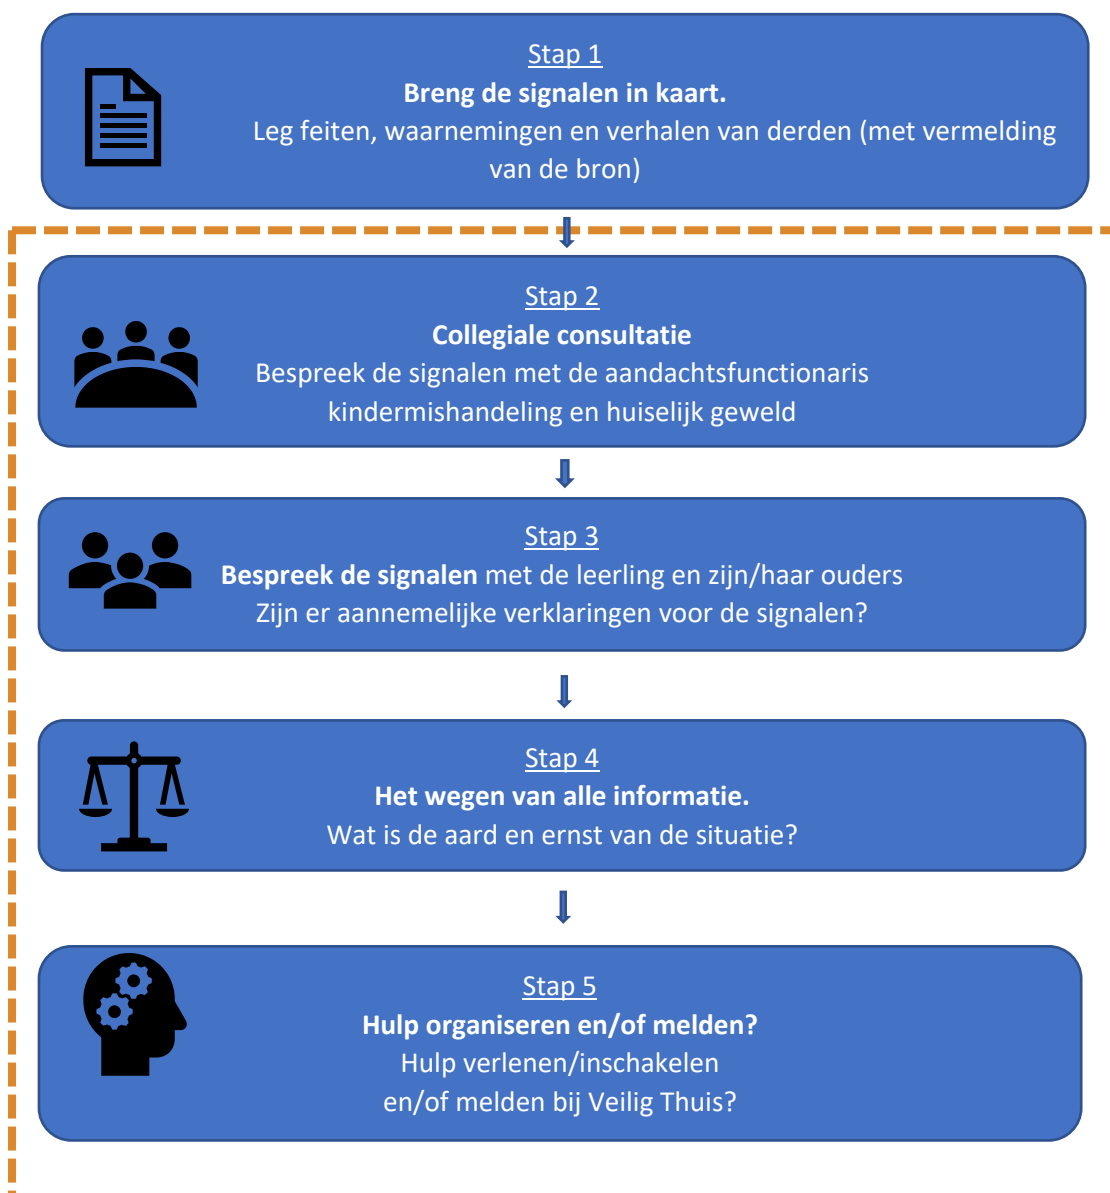 Stap 1
Breng de signalen in kaart.
Leg feiten, waarnemingen en verhalen van derden (met vermelding
van de bron)
Stap 2
Collegiale consultatie
Bespreek de signalen met de aandachtsfunctionaris
kindermishandeling en huiselijk geweld
Stap 3
Bespreek de signalen met de leerling en zijn/haar ouders
Zijn er aannemelijke verklaringen voor de signalen?
Stap 4
Het wegen van alle informatie.
Wat is de aard en ernst van de situatie?
Stap 5
Hulp organiseren en/of melden?
Hulp verlenen/inschakelen
en/of melden bij Veilig Thuis?